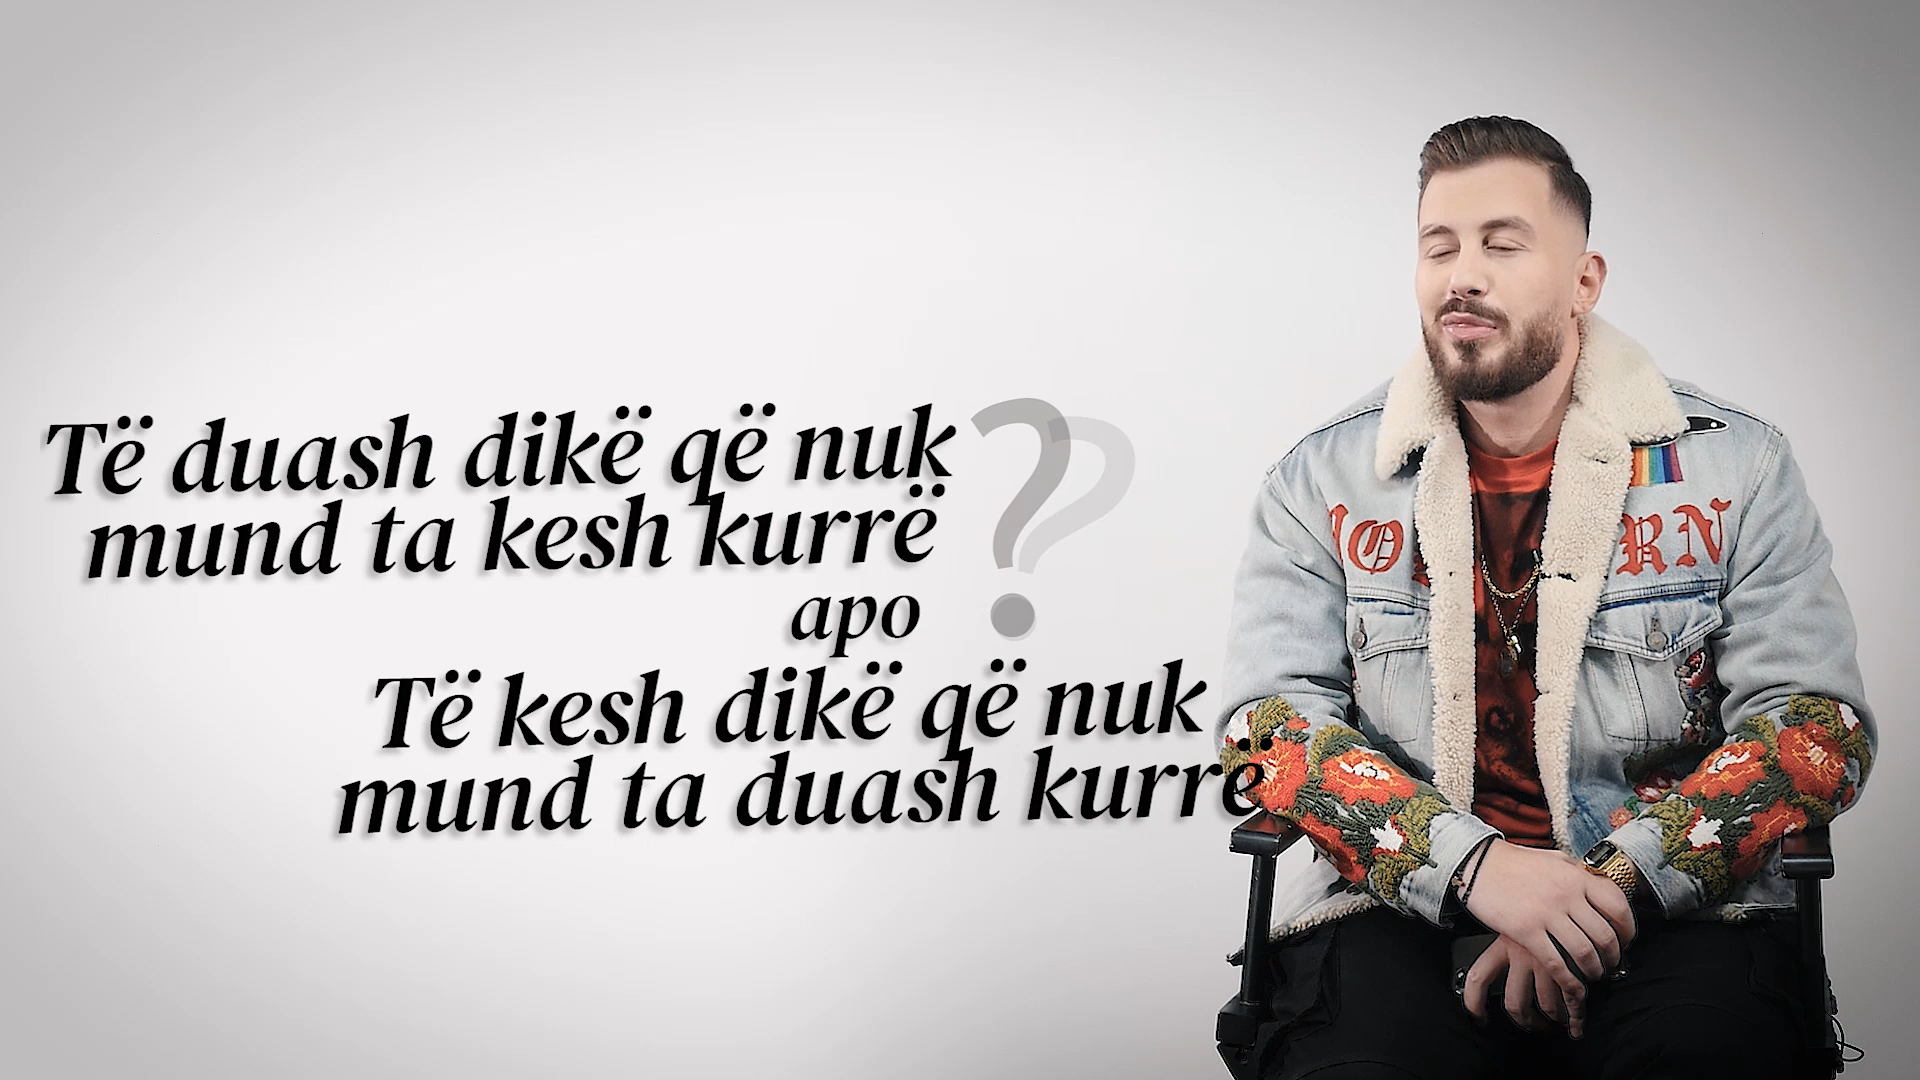 Të duash dikë që nuk
mund ta kesh kurrë
?
apo
Të kesh dikë që nuk
mund ta duash kurrë